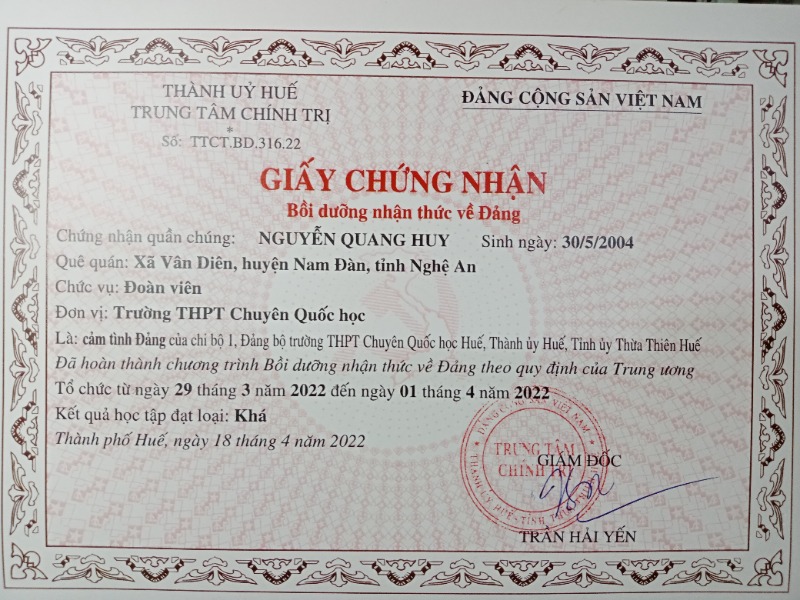 THÀNH UỶ HUẾ
TRUNG TÂM CHÍNH TRỊ
*
Số: TTCT.BD.316.22
ĐẢNG CỘNG SẢN VIỆT NAM
GIẤY CHỨNG NHẬN
Bồi dưỡng nhận thức về Đảng
Chứng nhận quần chúng: NGUYỄN QUANG HUY Sinh ngày: 30/5/2004
Quê quán: Xã Vân Diên, huyện Nam Đàn, tỉnh Nghệ An
Chức vụ: Đoàn viên
Đơn vị: Trường THPT Chuyên Quốc học
Là: cảm tình Đảng của chi bộ 1, Đảng bộ trường THPT Chuyên Quốc học Huế, Thành ủy Huế, Tỉnh ủy Thừa Thiên Huế
Đã hoàn thành chương trình Bồi dưỡng nhận thức về Đảng theo quy định của Trung ương
Tổ chức từ ngày 29 tháng 3 năm 2022 đến ngày 01 tháng 4 năm 2022
Kết quả học tập đạt loại: Khá
Thành phố Huế, ngày 18 tháng 4 năm 2022
ĐẢNG CỘNG SẢN VIỆT NAM
TRUNG TÂM
CHÍNH TRỊ
THÀNH ỦY HUẾ - TỈNH
GIÁM ĐỐC
TRẦN HẢI YẾN